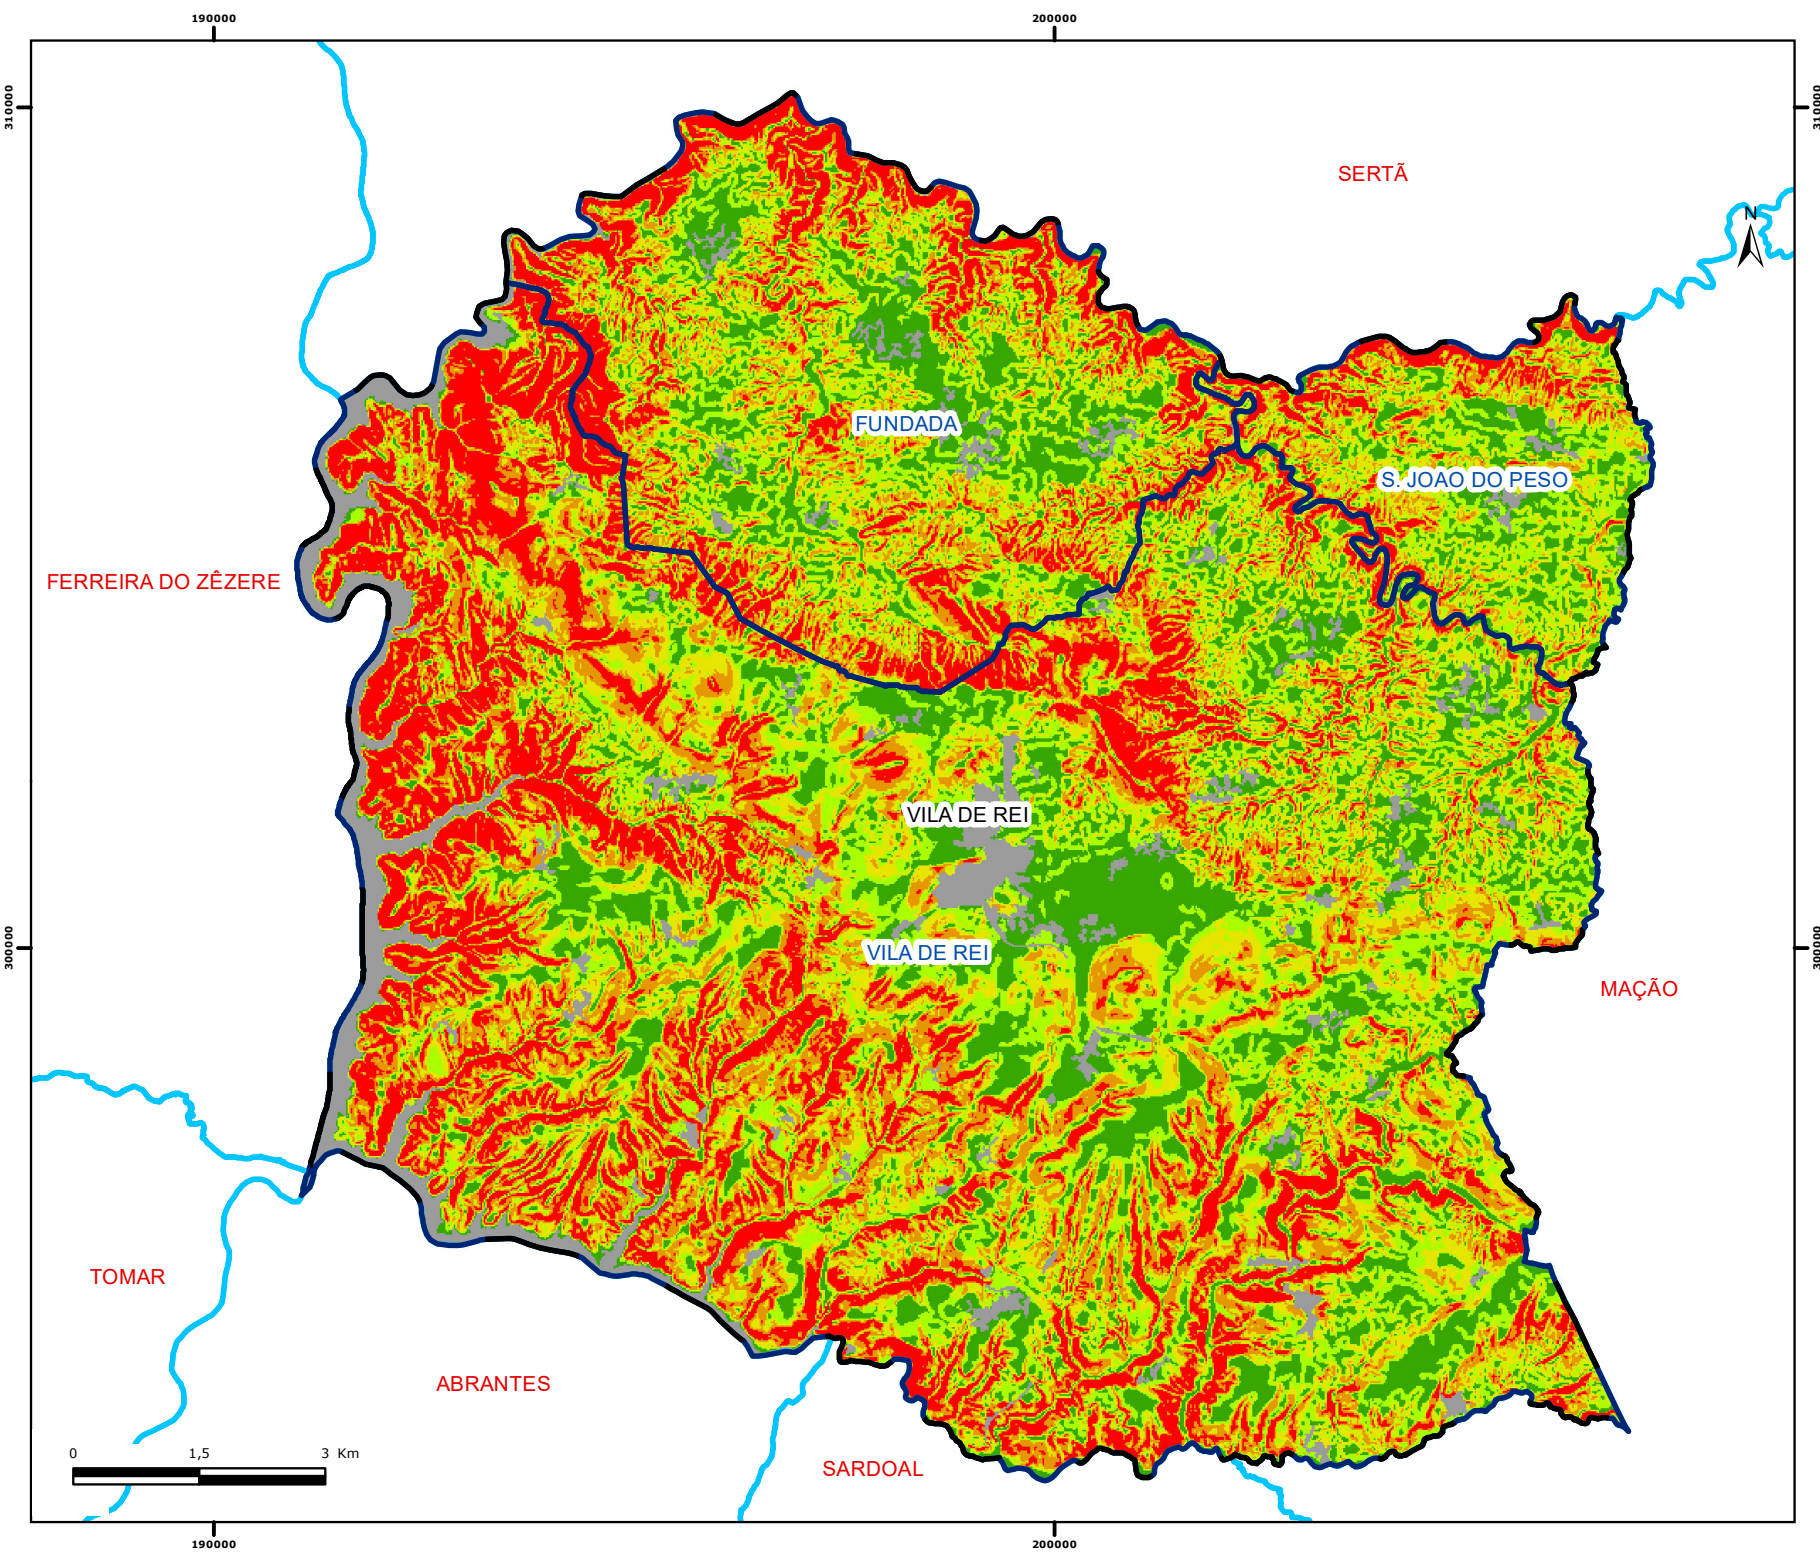 190000 200000
310000 310000
SERTÃ
N
FUNDADA
S. JOAO DO PESO
FERREIRA DO ZÊZERE
VILA DE REI
VILA DE REI
300000 300000
MAÇÃO
TOMAR
ABRANTES
0 1,5 3 Km
SARDOAL
190000 200000